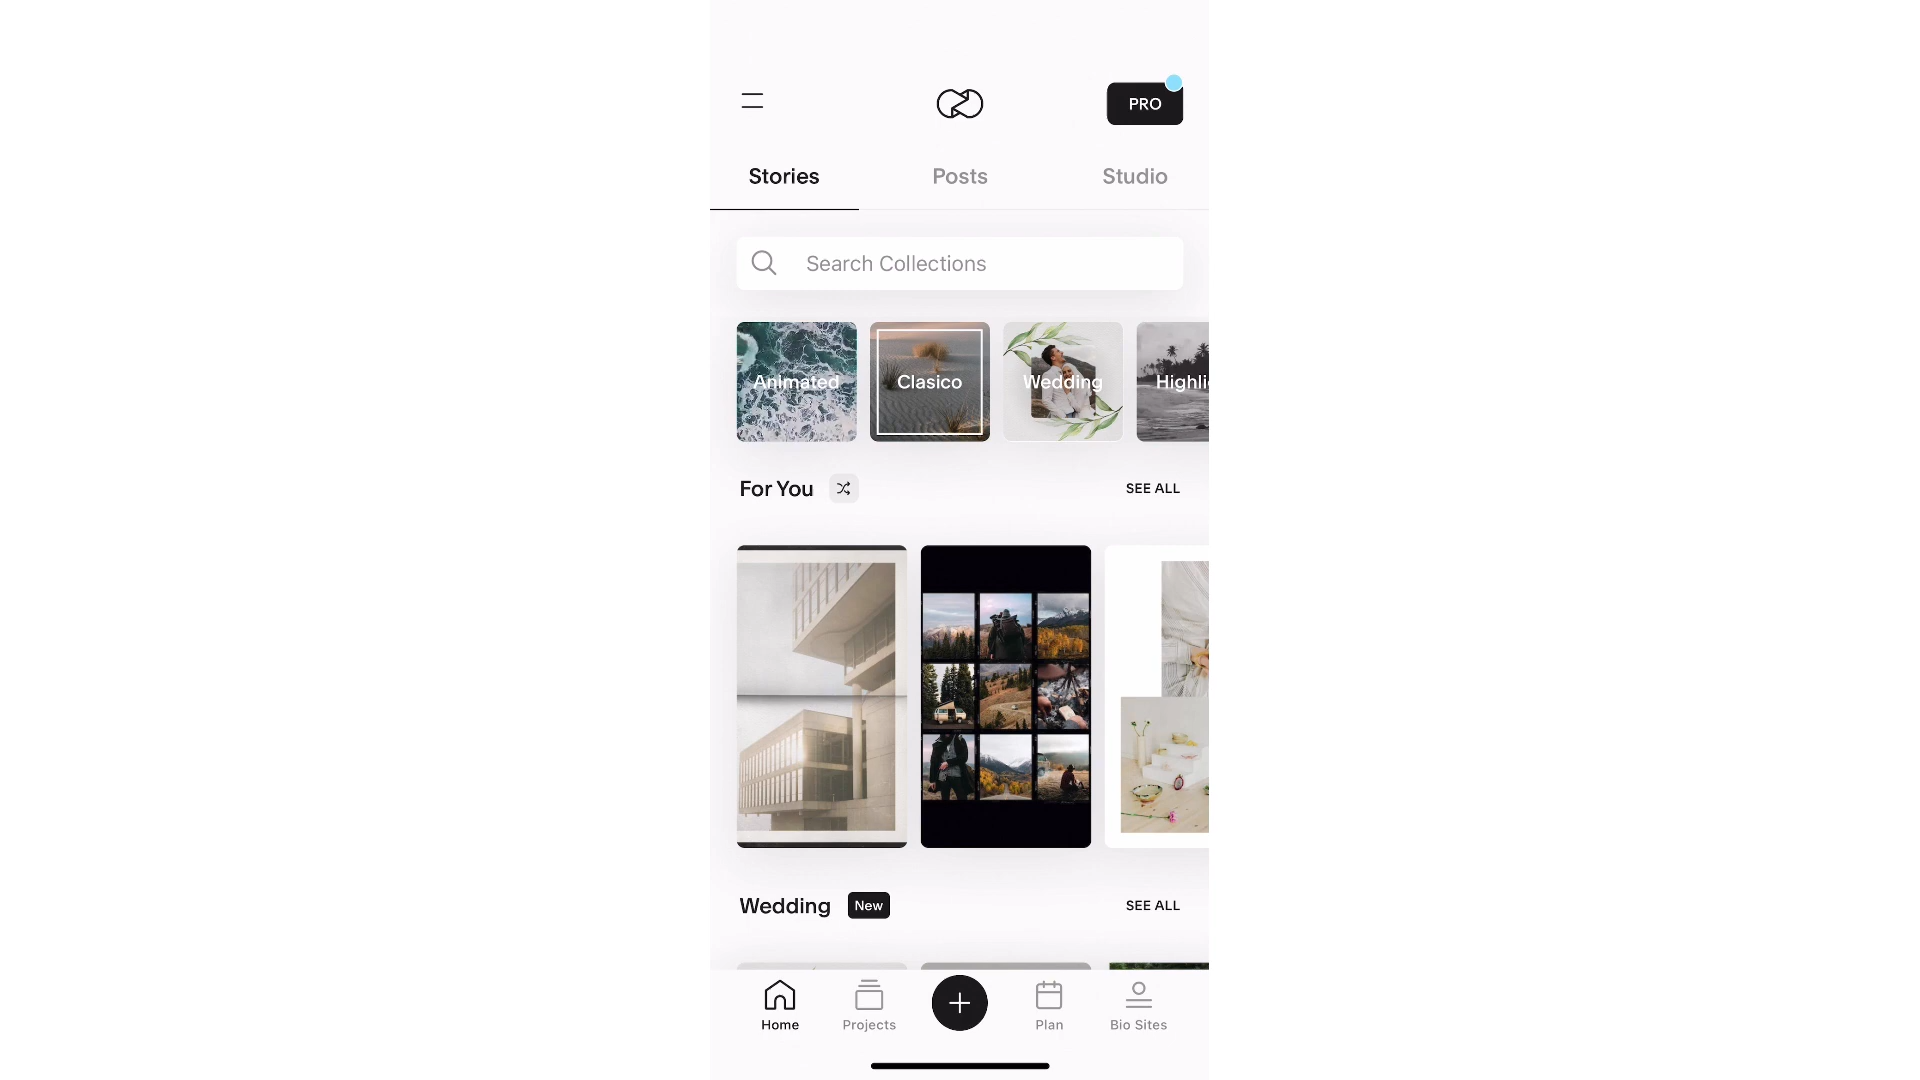 PRO
Stories
Posts
Studio
Search Collections
Animated
Clasico
Wedding
Highli
For You
SEE ALL
Wedding
New
SEE ALL
Home
Projects
Plan
Bio Sites